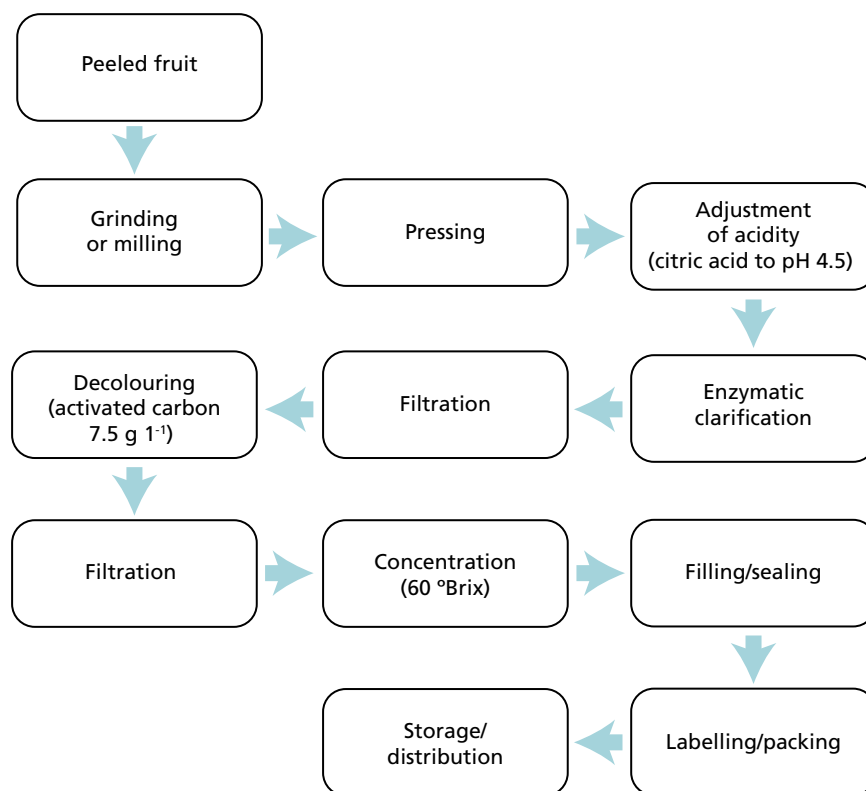 Peeled fruit
Grinding
or milling
Pressing
Adjustment
of acidity
(citric acid to pH 4.5)
Enzymatic
clarification
Filtration
Decolouring
(activated carbon
7.5 g 1⁻¹)
Filtration
Concentration
(60 ºBrix)
Filling/sealing
Labelling/packing
Storage/
distribution